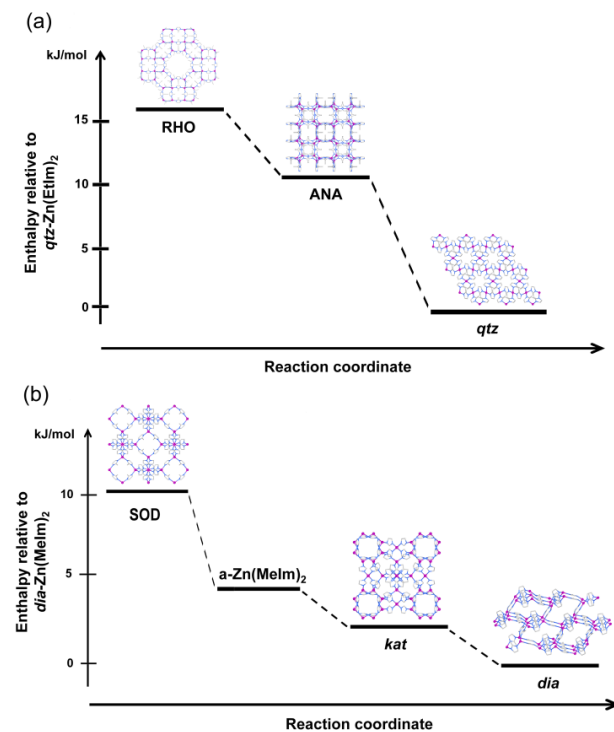 (a)
kJ/mol
RHO
15
ANA
10
5
0
qtz
Enthalpy relative to
qtz-Zn(EtIm)₂
Reaction coordinate
(b)
kJ/mol
10
SOD
a-Zn(MeIm)₂
5
kat
0
dia
Enthalpy relative to
dia-Zn(MeIm)₂
Reaction coordinate